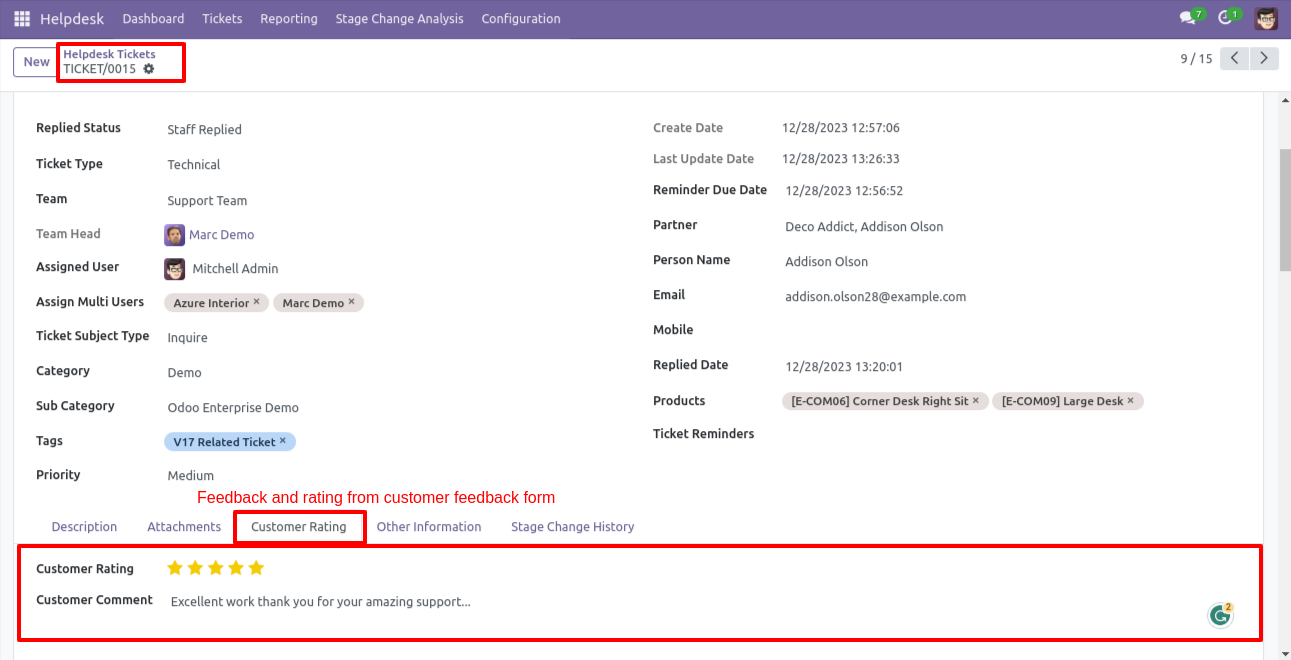 Helpdesk Dashboard Tickets Reporting Stage Change Analysis Configuration 7 1
New Helpdesk Tickets 9 / 15
TICKET/0015
Replied Status Staff Replied
Ticket Type Technical
Team Support Team
Team Head Marc Demo
Assigned User Mitchell Admin
Assign Multi Users Azure Interior × Marc Demo ×
Ticket Subject Type Inquire
Category Demo
Sub Category Odoo Enterprise Demo
Tags V17 Related Ticket ×
Priority Medium
Create Date 12/28/2023 12:57:06
Last Update Date 12/28/2023 13:26:33
Reminder Due Date 12/28/2023 12:56:52
Partner Deco Addict, Addison Olson
Person Name Addison Olson
Email addison.olson28@example.com
Mobile
Replied Date 12/28/2023 13:20:01
Products [E-COM06] Corner Desk Right Sit × [E-COM09] Large Desk ×
Ticket Reminders
Feedback and rating from customer feedback form
Description Attachments Customer Rating Other Information Stage Change History
Customer Rating
Customer Comment Excellent work thank you for your amazing support...
G 2